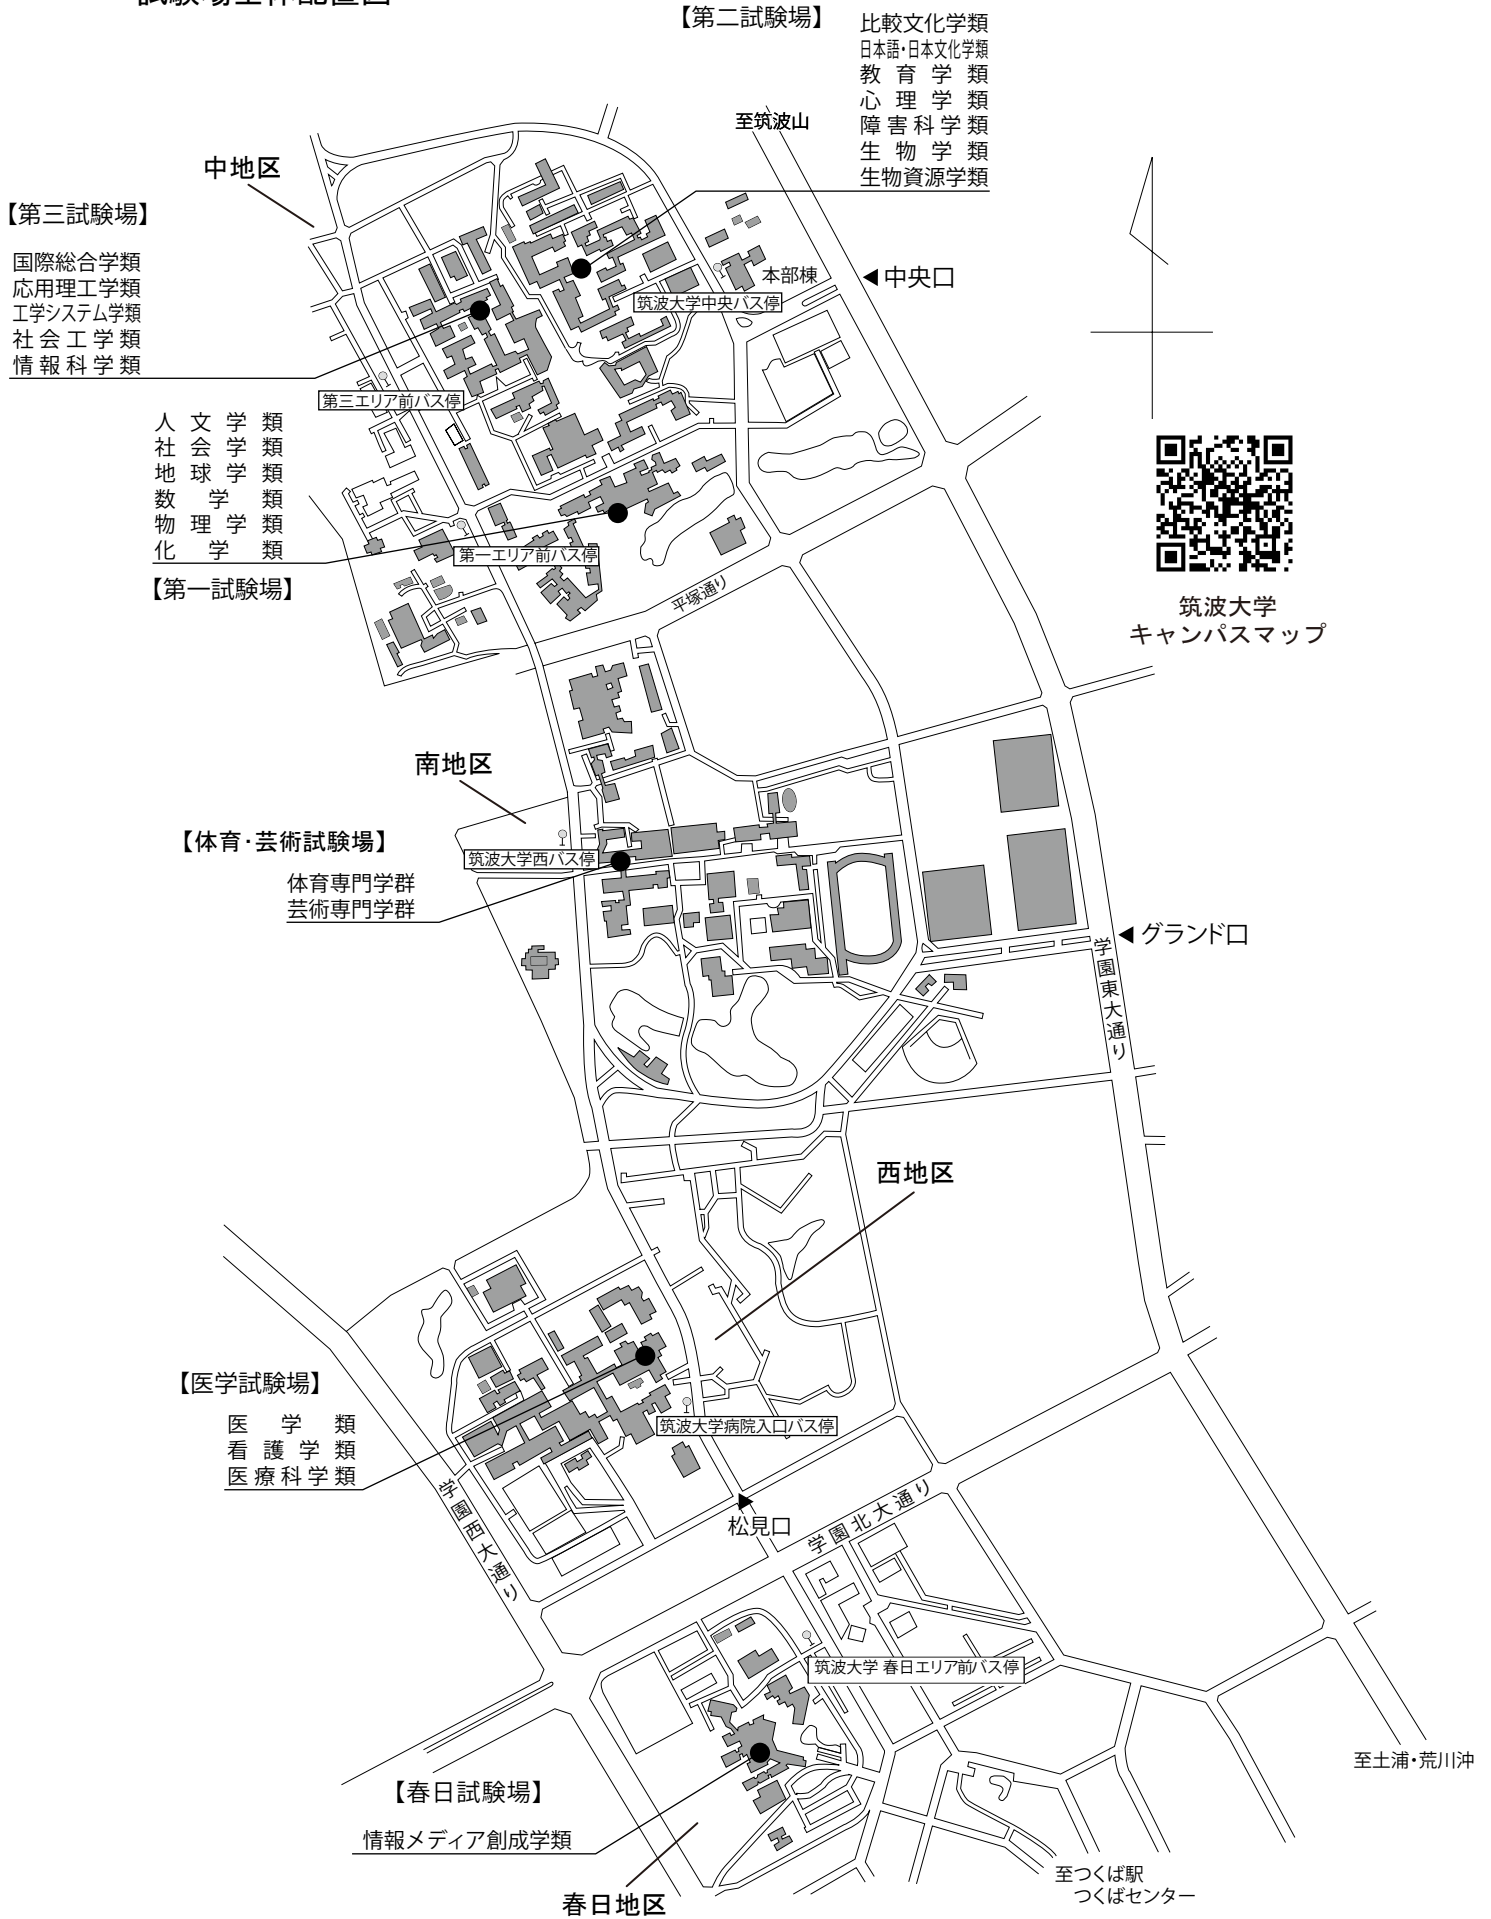 試験場全体配置図
【第二試験場】
比較文化学類
日本語・日本文化学類
教育学類
心理学類
障害科学類
生物学類
生物資源学類
至筑波山
中地区
【第三試験場】
国際総合学類
応用理工学類
工学システム学類
社会工学類
情報科学類
本部棟
中央口
筑波大学中央バス停
第三エリア前バス停
人文学類
社会学類
地球学類
数学類
物理学類
化学類
【第一試験場】
第一エリア前バス停
平塚通り
筑波大学
キャンパスマップ
南地区
【体育・芸術試験場】
体育専門学群
芸術専門学群
筑波大学西バス停
グランド口
学園東大通り
西地区
【医学試験場】
医学類
看護学類
医療科学類
筑波大学病院入口バス停
学園西大通り
松見口
学園北大通り
筑波大学 春日エリア前バス停
【春日試験場】
情報メディア創成学類
春日地区
至土浦・荒川沖
至つくば駅
つくばセンター